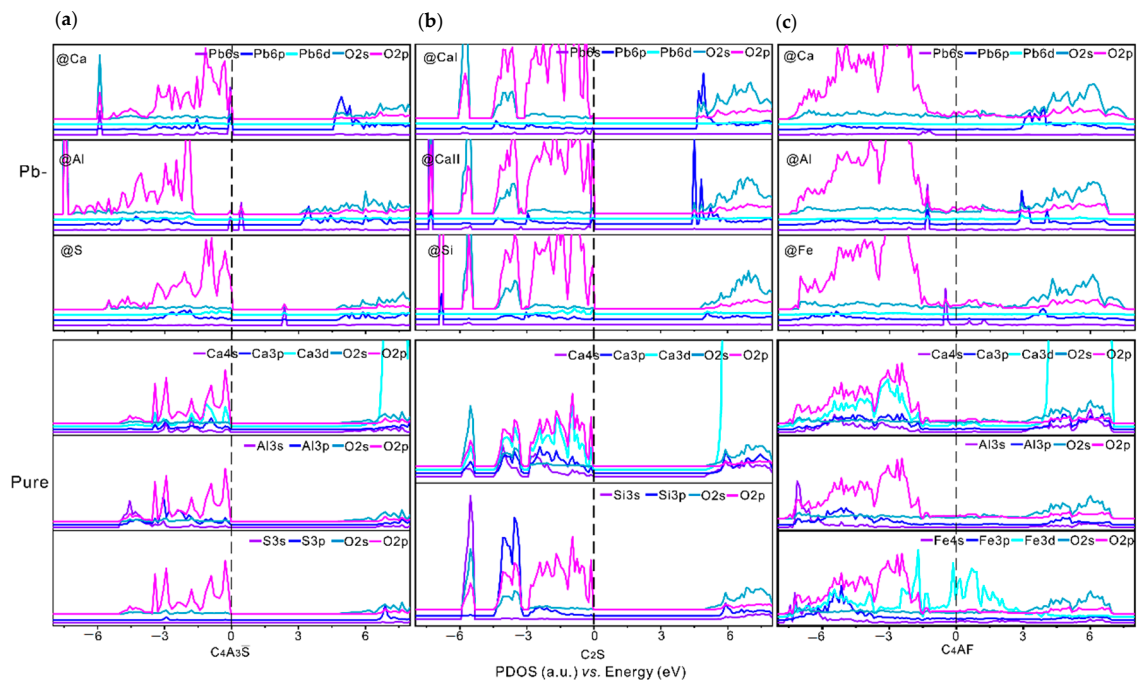 (a)
(b)
(c)
Pb-
@Ca
Pb6s Pb6p Pb6d O2s O2p
@Al
@S
@CaI
Pb6s Pb6p Pb6d O2s O2p
@CaII
@Si
@Ca
Pb6s Pb6p Pb6d O2s O2p
@Al
@Fe
Pure
Ca4s Ca3p Ca3d O2s O2p
Al3s Al3p O2s O2p
S3s S3p O2s O2p
Ca4s Ca3p Ca3d O2s O2p
Si3s Si3p O2s O2p
Ca4s Ca3p Ca3d O2s O2p
Al3s Al3p O2s O2p
Fe4s Fe3p Fe3d O2s O2p
−6 −3 0 3 6
−6 −3 0 3 6
−6 −3 0 3 6
C₄A₃S̅
C₂S
C₄AF
PDOS (a.u.) vs. Energy (eV)